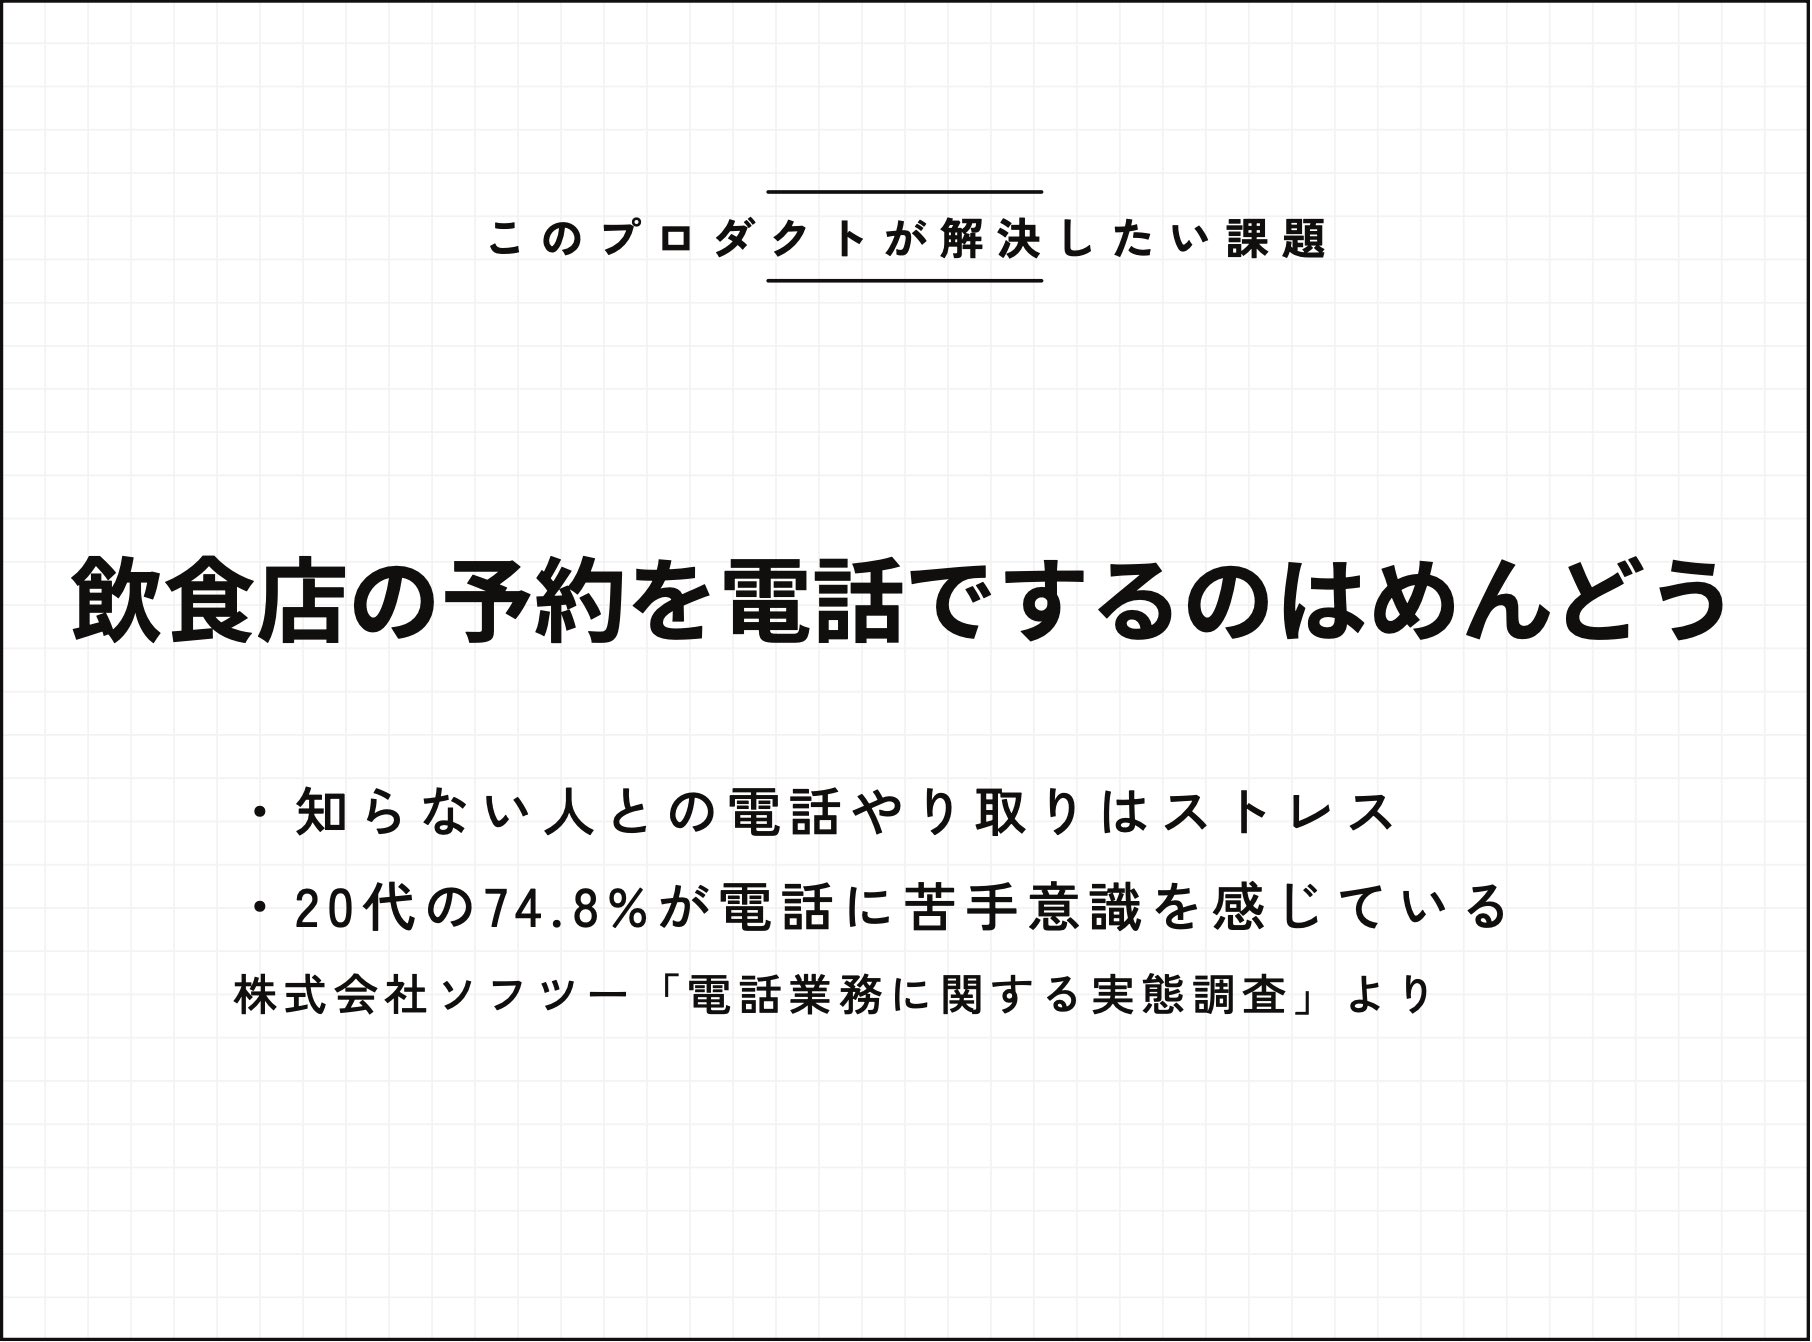 このプロダクトが解決したい課題
飲食店の予約を電話でするのはめんどう
・知らない人との電話やり取りはストレス
・20代の74.8%が電話に苦手意識を感じている
株式会社ソフツー「電話業務に関する実態調査」より